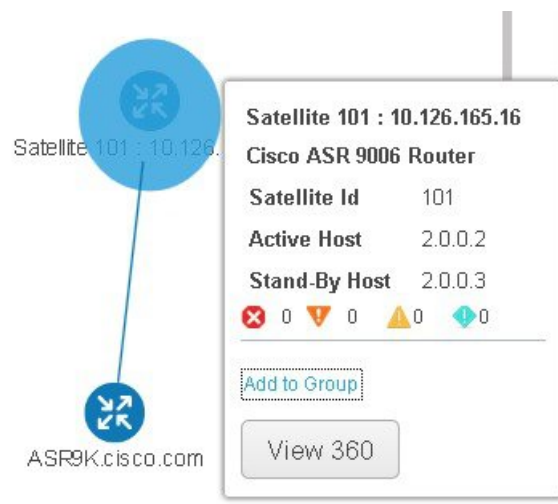 Satellite 101 : 10.126.
Satellite 101 : 10.126.165.16
Cisco ASR 9006 Router
Satellite Id 101
Active Host 2.0.0.2
Stand-By Host 2.0.0.3
0 0 0 0
Add to Group
View 360
ASR9K.cisco.com